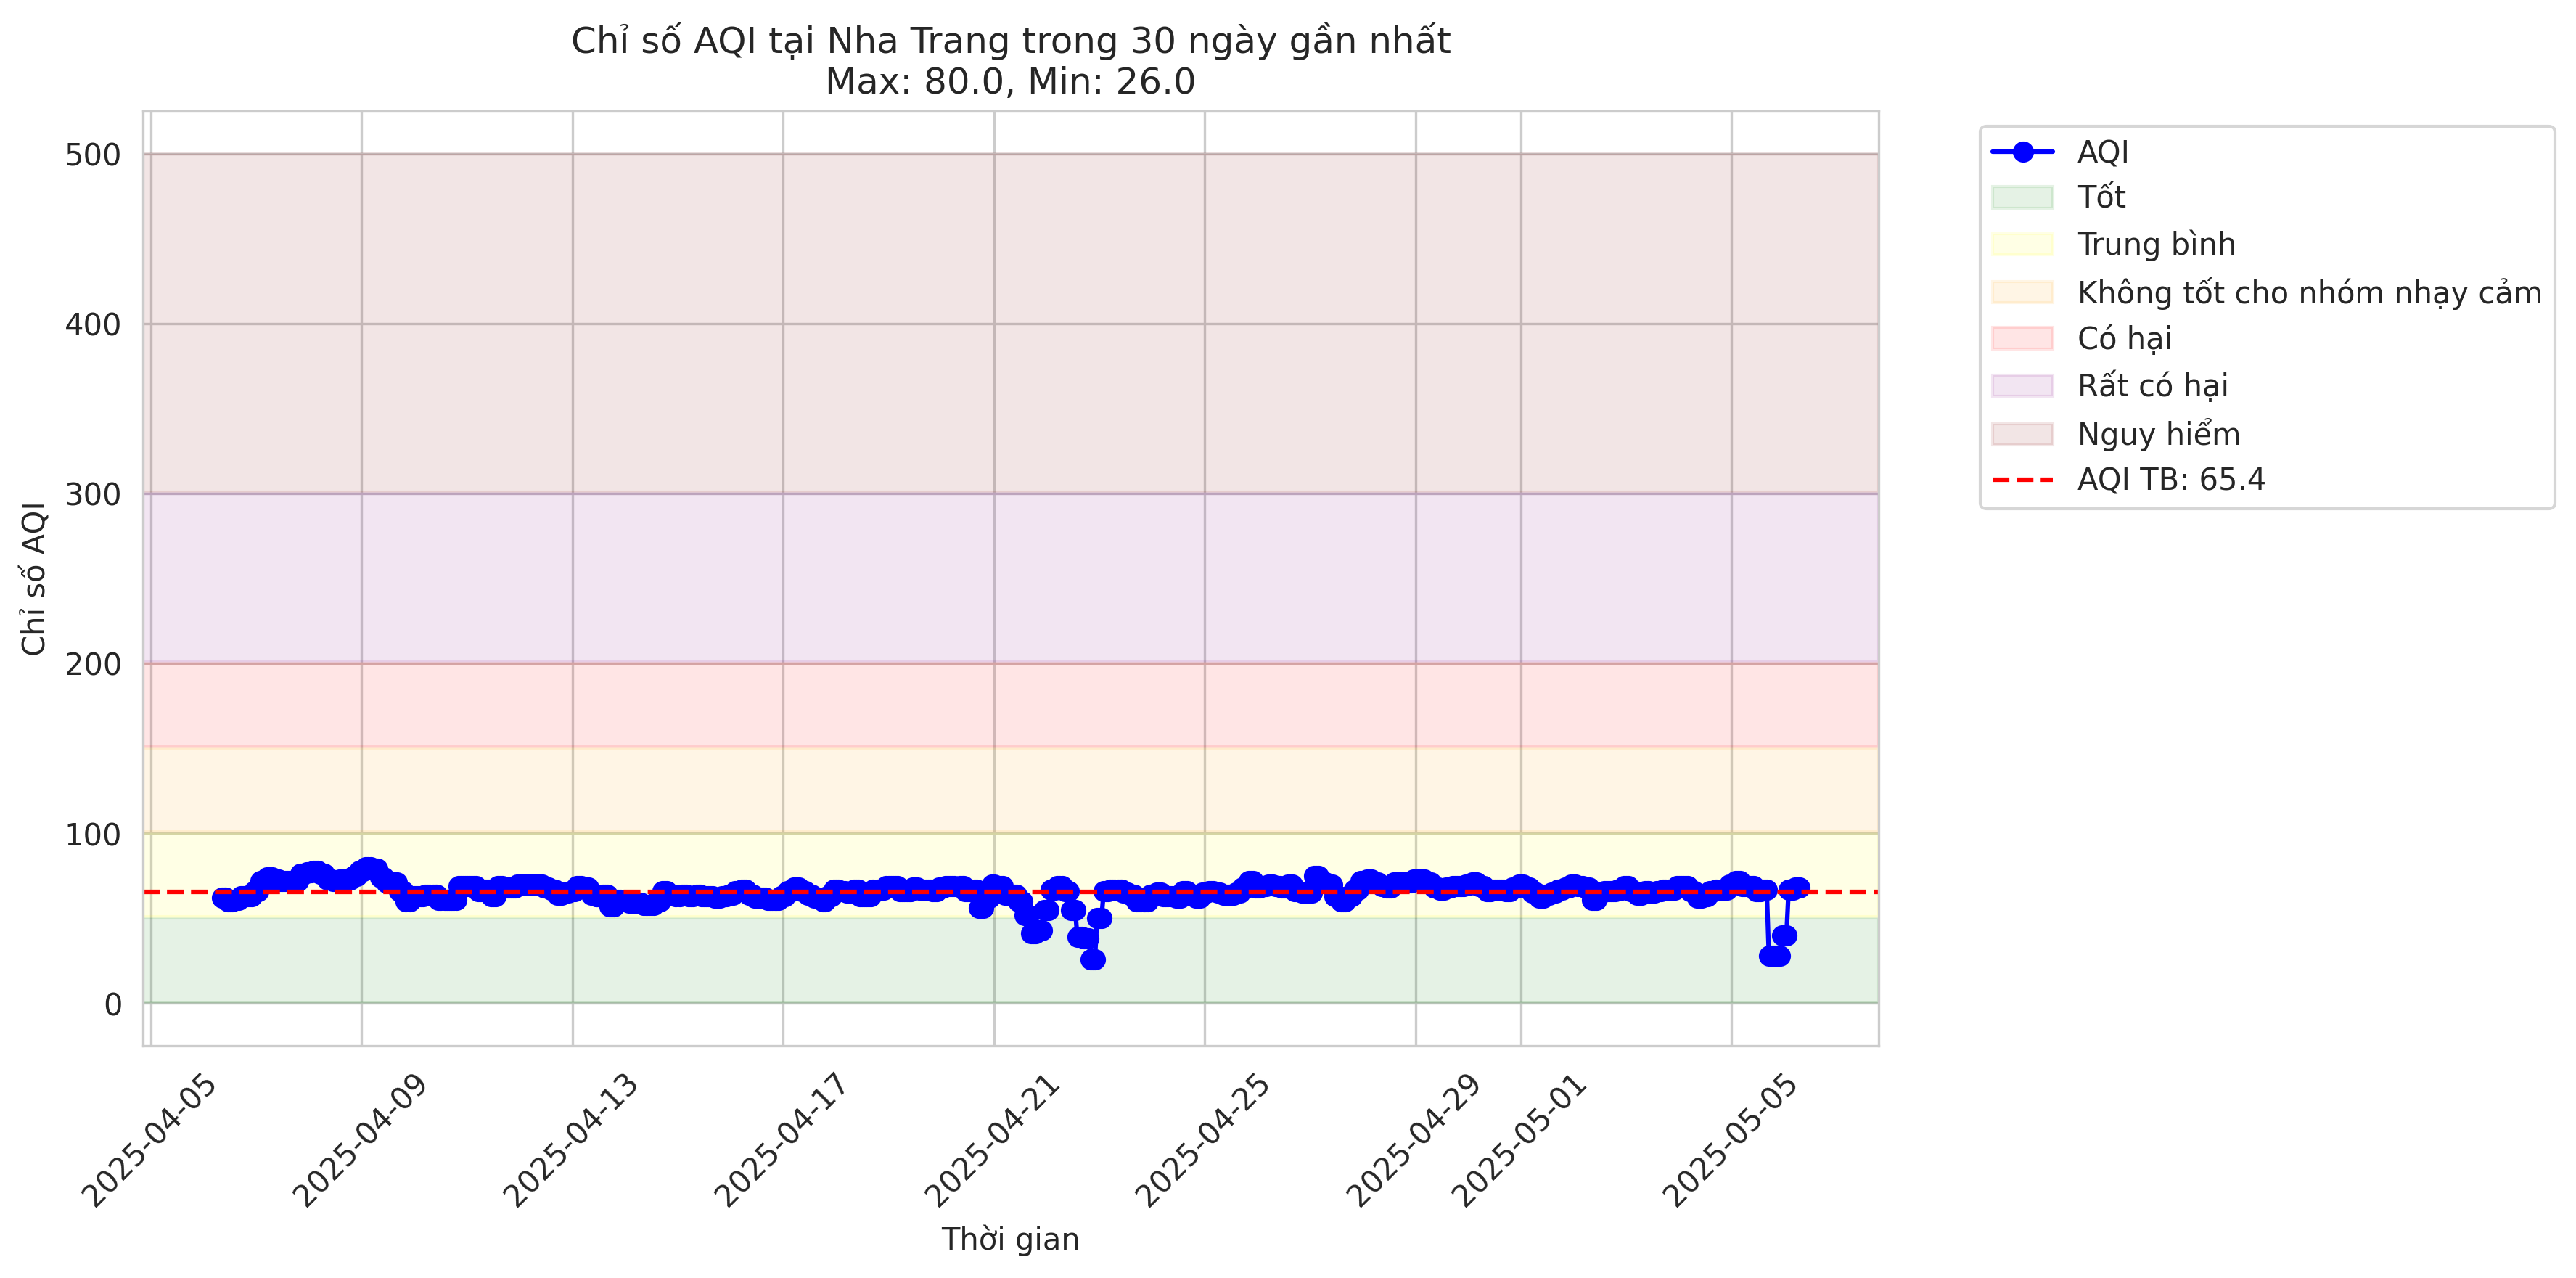 Chỉ số AQI tại Nha Trang trong 30 ngày gần nhất
Max: 80.0, Min: 26.0
Chỉ số AQI
500
400
300
200
100
0
2025-04-05
2025-04-09
2025-04-13
2025-04-17
2025-04-21
2025-04-25
2025-04-29
2025-05-01
2025-05-05
Thời gian
AQI
Tốt
Trung bình
Không tốt cho nhóm nhạy cảm
Có hại
Rất có hại
Nguy hiểm
AQI TB: 65.4